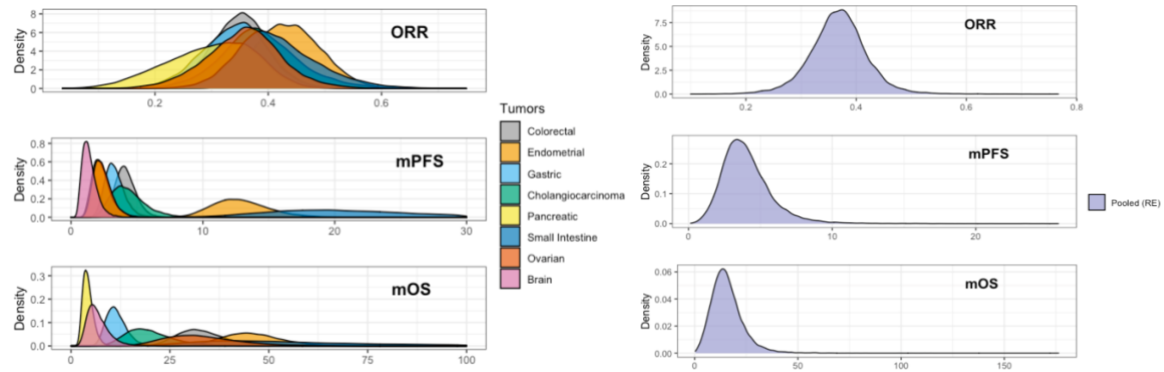 Density
8
6
4
2
0
ORR
0.2
0.4
0.6
Density
0.8
0.6
0.4
0.2
0.0
mPFS
0
10
20
30
Density
0.3
0.2
0.1
0.0
mOS
0
25
50
75
100
Tumors
Colorectal
Endometrial
Gastric
Cholangiocarcinoma
Pancreatic
Small Intestine
Ovarian
Brain
Density
7.5
5.0
2.5
0.0
ORR
0.2
0.4
0.6
0.8
Density
0.2
0.1
0.0
mPFS
0
10
20
Density
0.06
0.04
0.02
0.00
mOS
0
50
100
150
Pooled (RE)